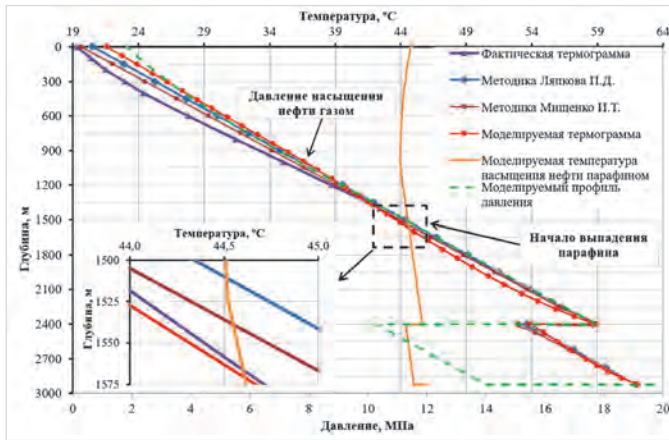 Температура, °С
19 24 29 34 39 44 49 54 59 64
0
300
600
900
1200
1500
1800
2100
2400
2700
3000
Глубина, м
Фактическая термограмма
Методика Ляпкова П.Д.
Методика Мищенко И.Т.
Моделируемая термограмма
Моделируемая температура
насыщения нефти парафином
Моделируемый профиль
давления
Давление насыщения
нефти газом
Начало выпадения
парафина
Температура, °С
44,0 44,5 45,0
1500
1525
1550
1575
Глубина, м
0 2 4 6 8 10 12 14 16 18 20
Давление, МПа